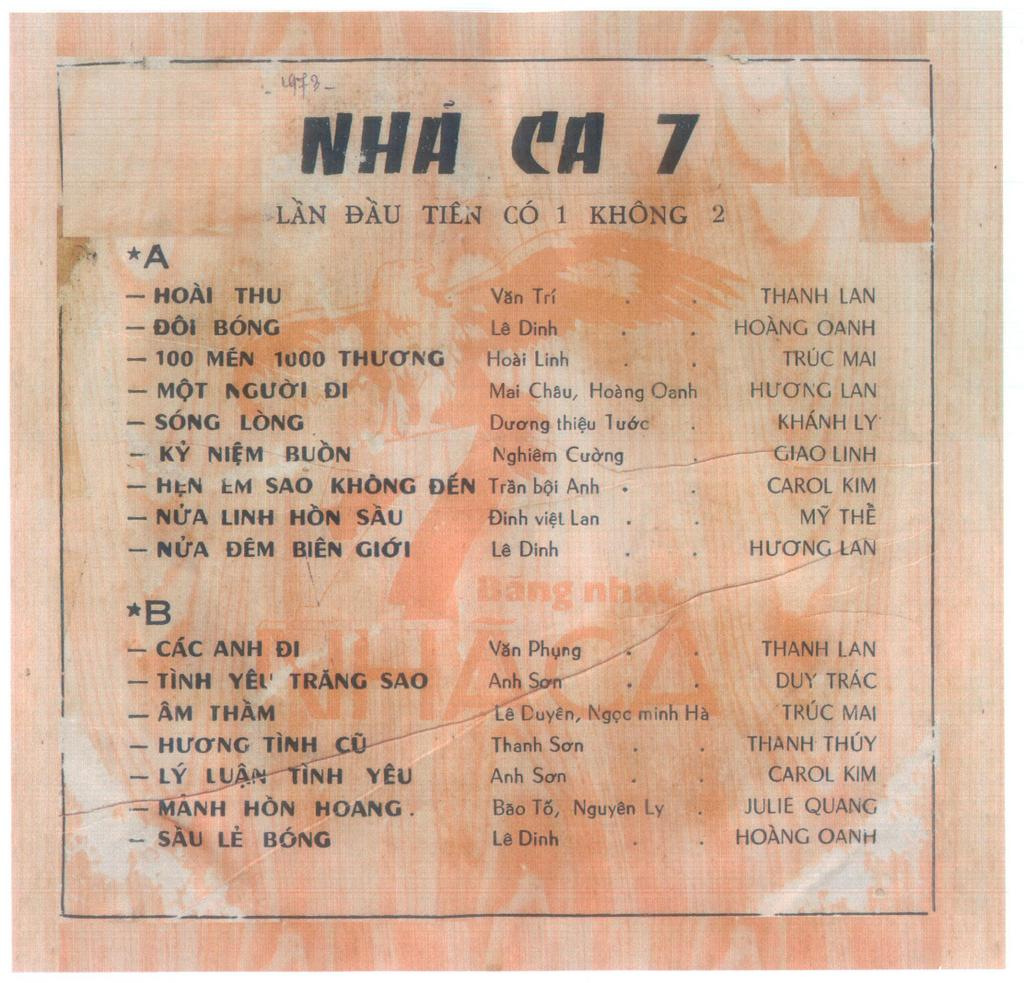 1973
NHẢ CA 7
LẦN ĐẦU TIÊN CÓ 1 KHÔNG 2
*A
— HOÀI THU Văn Trí . . THANH LAN
— ĐÔI BÓNG Lê Dinh . . HOÀNG OANH
— 100 MẾN 1000 THƯƠNG Hoài Linh . . TRÚC MAI
— MỘT NGƯỜI ĐI Mai Châu, Hoàng Oanh HƯƠNG LAN
— SÓNG LÒNG Dương thiệu Tước . KHÁNH LY
— KỶ NIỆM BUỒN Nghiêm Cường . GIAO LINH
— HẸN EM SAO KHÔNG ĐẾN Trần bội Anh . . CAROL KIM
— NỬA LINH HỒN SẦU Đinh việt Lan . . MỸ THỀ
— NỬA ĐÊM BIÊN GIỚI Lê Dinh . . HƯƠNG LAN
Băng nhạc
NHÃ CA
7
*B
— CÁC ANH ĐI Văn Phụng . . THANH LAN
— TÌNH YÊU TRĂNG SAO Anh Sơn . . DUY TRÁC
— ÂM THẦM Lê Duyên, Ngọc minh Hà TRÚC MAI
— HƯƠNG TÌNH CŨ Thanh Sơn . . THANH THÚY
— LÝ LUẬN TÌNH YÊU Anh Sơn . . CAROL KIM
— MẢNH HỒN HOANG . Bão Tố, Nguyên Ly . JULIE QUANG
— SẦU LẺ BÓNG Lê Dinh . . HOÀNG OANH